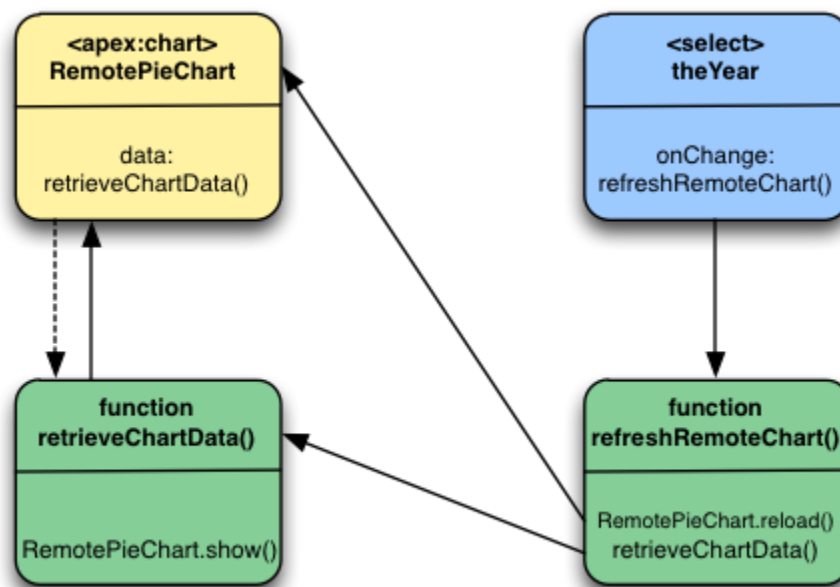 <apex:chart>
RemotePieChart
data:
retrieveChartData()
<select>
theYear
onChange:
refreshRemoteChart()
function
retrieveChartData()
RemotePieChart.show()
function
refreshRemoteChart()
RemotePieChart.reload()
retrieveChartData()